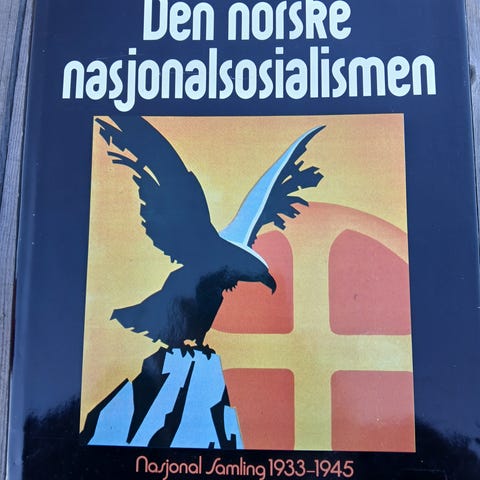 Den norske
nasjonalsosialismen
Nasjonal Samling 1933-1945